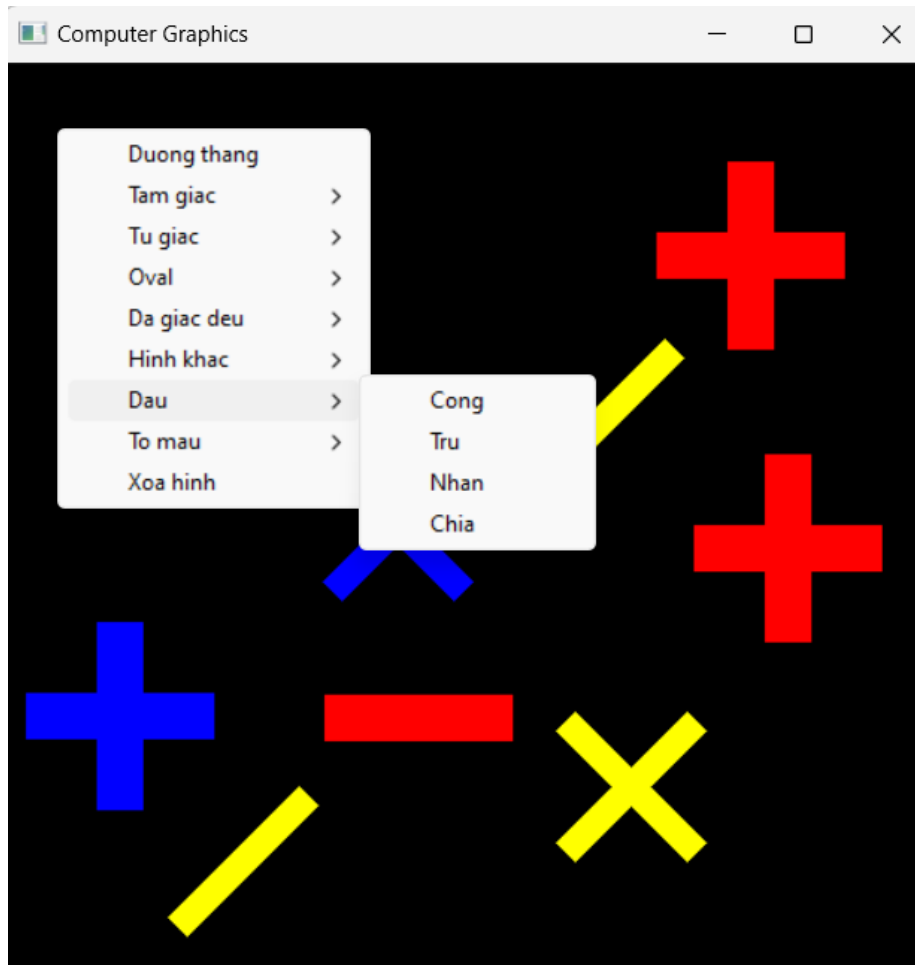 Computer Graphics
Duong thang
Tam giac
Tu giac
Oval
Da giac deu
Hinh khac
Dau
To mau
Xoa hinh
Cong
Tru
Nhan
Chia